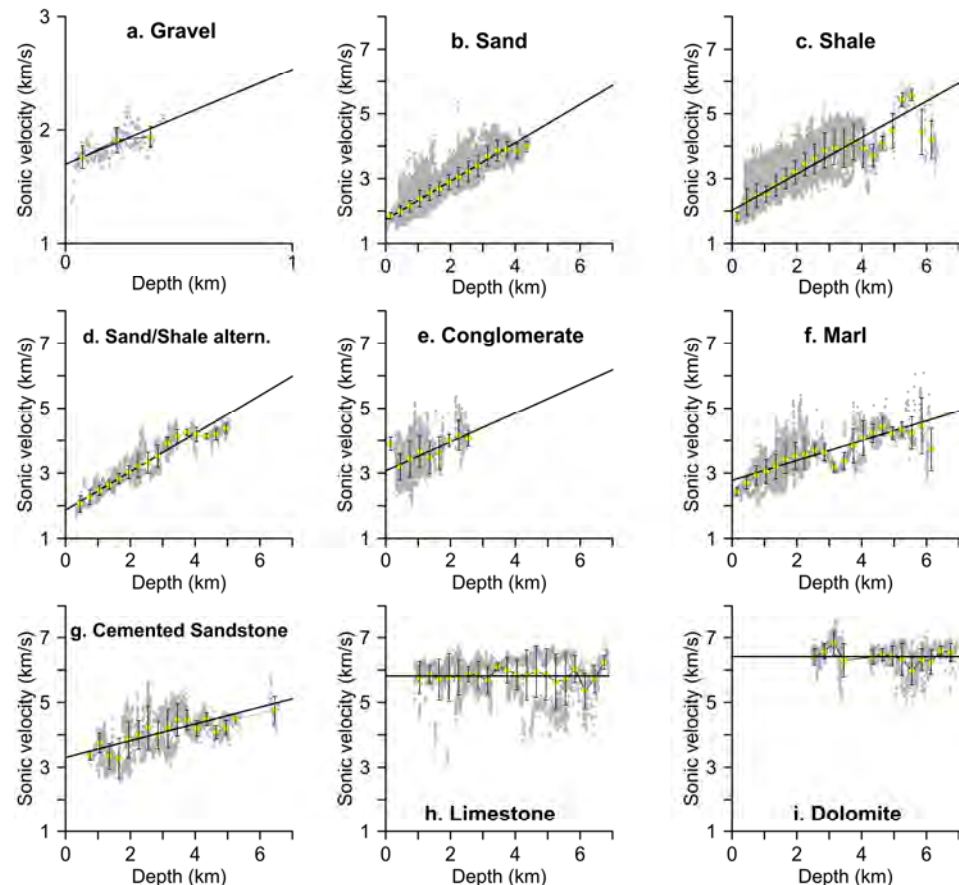 a. Gravel
Sonic velocity (km/s)
3
2
1
0
1
Depth (km)
b. Sand
Sonic velocity (km/s)
7
5
3
1
0 2 4 6
Depth (km)
c. Shale
Sonic velocity (km/s)
7
5
3
1
0 2 4 6
Depth (km)
d. Sand/Shale altern.
Sonic velocity (km/s)
7
5
3
1
0 2 4 6
Depth (km)
e. Conglomerate
Sonic velocity (km/s)
7
5
3
1
0 2 4 6
Depth (km)
f. Marl
Sonic velocity (km/s)
7
5
3
1
0 2 4 6
Depth (km)
g. Cemented Sandstone
Sonic velocity (km/s)
7
5
3
1
0 2 4 6
Depth (km)
h. Limestone
Sonic velocity (km/s)
7
5
3
1
0 2 4 6
Depth (km)
i. Dolomite
Sonic velocity (km/s)
7
5
3
1
0 2 4 6
Depth (km)